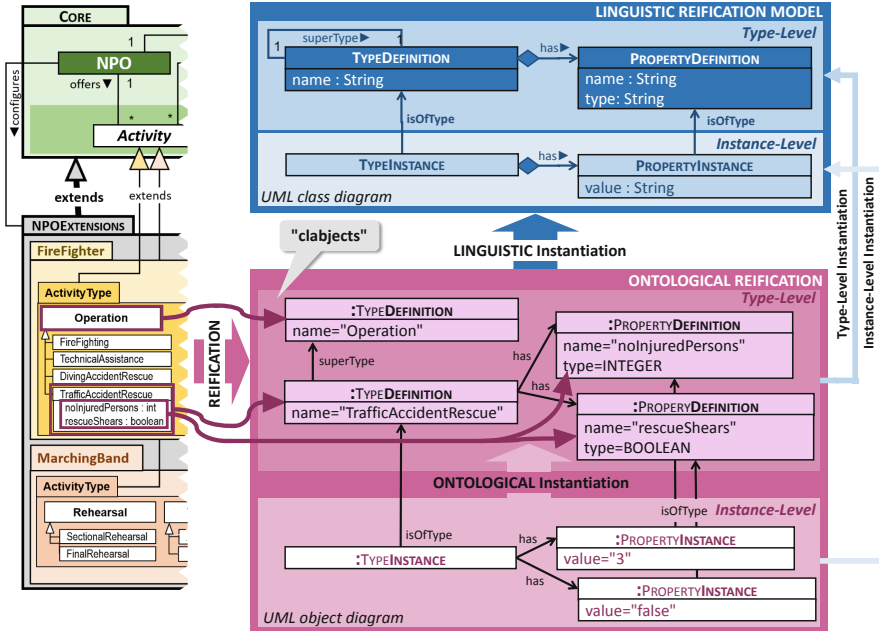 CORE
NPO
1
offers ▼
1
◄configures
*
*
Activity
extends
extends
NPOEXTENSIONS
FireFighter
ActivityType
Operation
FireFighting
TechnicalAssistance
DivingAccidentRescue
TrafficAccidentRescue
noInjuredPersons : int
rescueShears : boolean
MarchingBand
ActivityType
Rehearsal
SectionalRehearsal
FinalRehearsal
REIFICATION
LINGUISTIC REIFICATION MODEL
Type-Level
superType▶
1
1
TYPEDEFINITION
name : String
has▶
PROPERTYDEFINITION
name : String
type: String
isOfType
isOfType
Instance-Level
TYPEINSTANCE
has▶
PROPERTYINSTANCE
value : String
UML class diagram
"clabjects"
LINGUISTIC Instantiation
Type-Level Instantiation
Instance-Level Instantiation
ONTOLOGICAL REIFICATION
Type-Level
:TYPEDEFINITION
name="Operation"
:PROPERTYDEFINITION
name="noInjuredPersons"
type=INTEGER
superType
has
has
:TYPEDEFINITION
name="TrafficAccidentRescue"
:PROPERYDEFINITION
name="rescueShears"
type=BOOLEAN
ONTOLOGICAL Instantiation
isOfType
Instance-Level
isOfType
:TYPEINSTANCE
has
has
:PROPERTYINSTANCE
value="3"
:PROPERTYINSTANCE
value="false"
UML object diagram